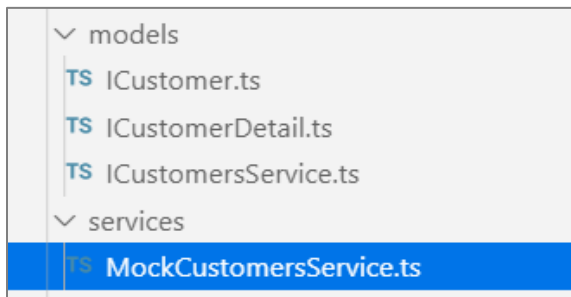 models
TS ICustomer.ts
TS ICustomerDetail.ts
TS ICustomersService.ts
services
TS MockCustomersService.ts